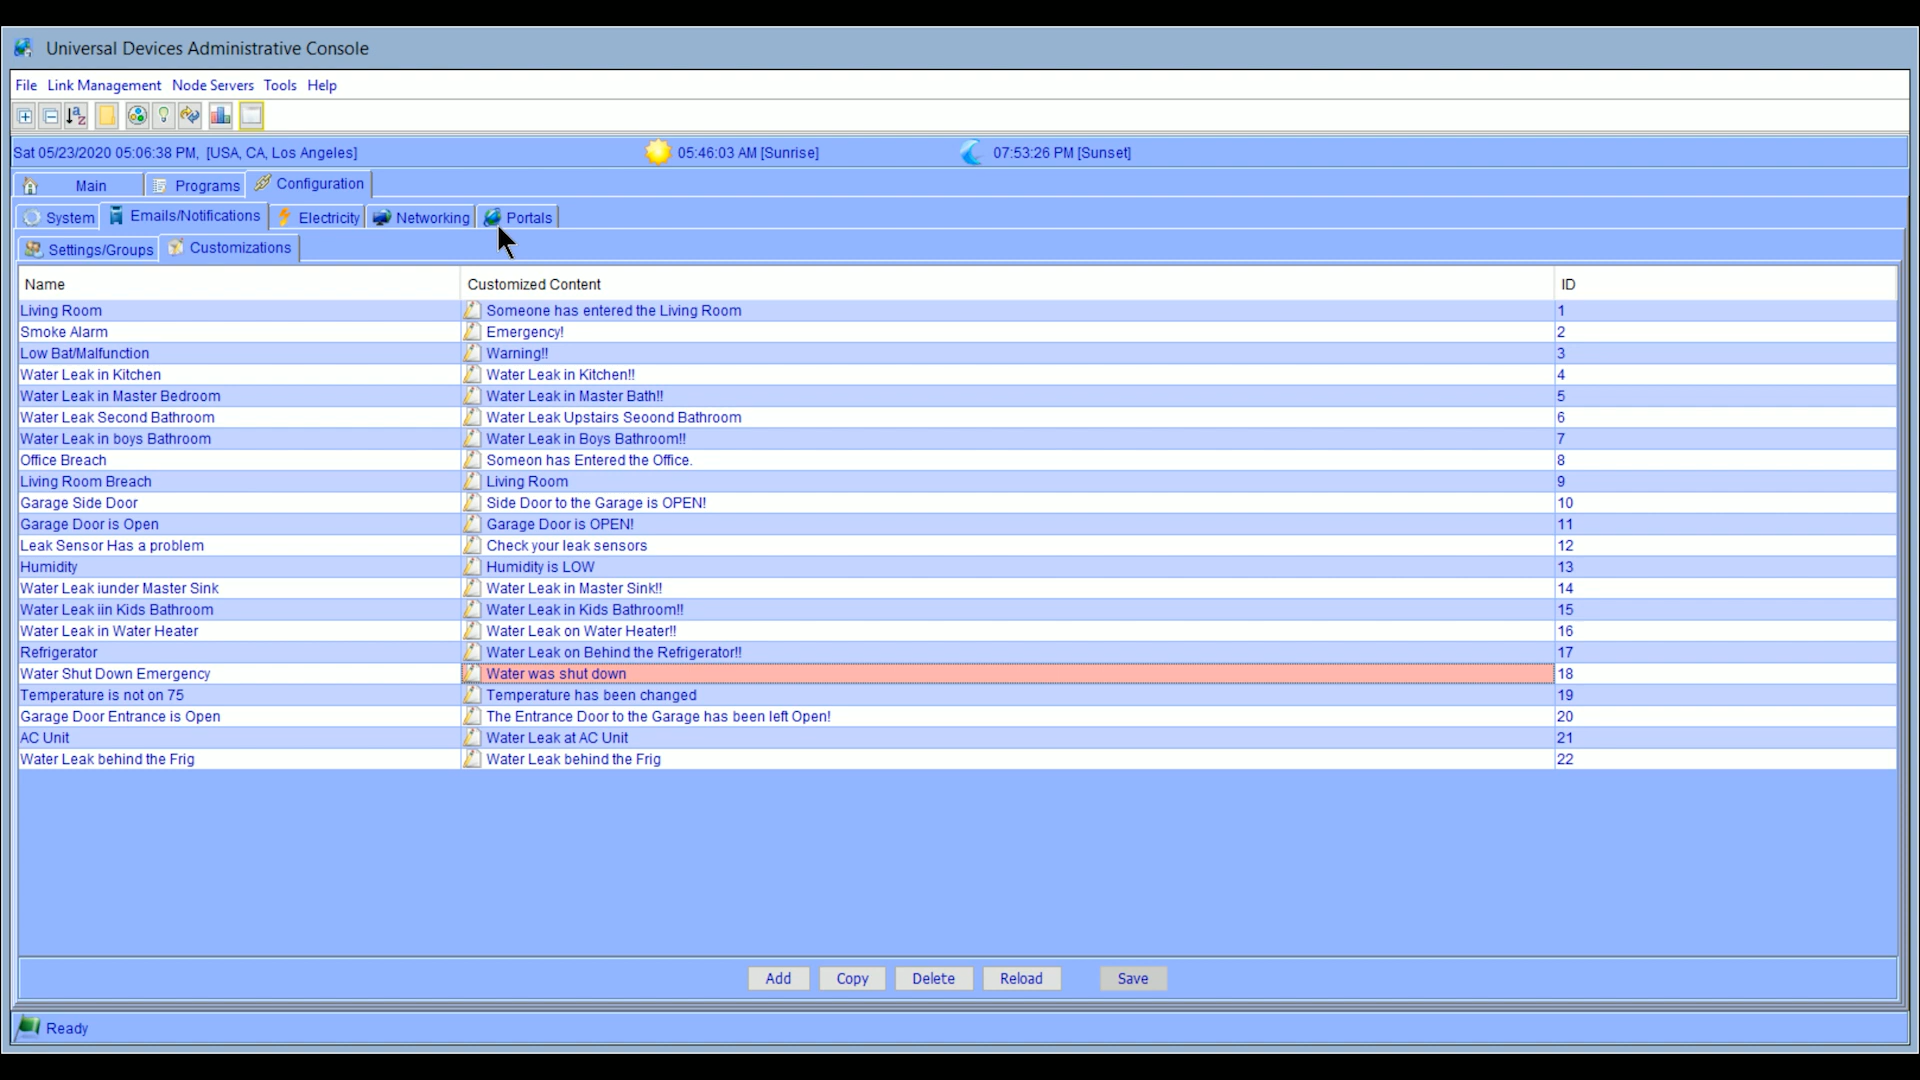 Universal Devices Administrative Console
File Link Management Node Servers Tools Help
Sat 05/23/2020 05:06:38 PM, [USA, CA, Los Angeles] 05:46:03 AM [Sunrise] 07:53:26 PM [Sunset]
Main Programs Configuration
System Emails/Notifications Electricity Networking Portals
Settings/Groups Customizations
Name Customized Content ID
Living Room Someone has entered the Living Room 1
Smoke Alarm Emergency! 2
Low Bat/Malfunction Warning!! 3
Water Leak in Kitchen Water Leak in Kitchen!! 4
Water Leak in Master Bedroom Water Leak in Master Bath!! 5
Water Leak Second Bathroom Water Leak Upstairs Seoond Bathroom 6
Water Leak in boys Bathroom Water Leak in Boys Bathroom!! 7
Office Breach Someon has Entered the Office. 8
Living Room Breach Living Room 9
Garage Side Door Side Door to the Garage is OPEN! 10
Garage Door is Open Garage Door is OPEN! 11
Leak Sensor Has a problem Check your leak sensors 12
Humidity Humidity is LOW 13
Water Leak iunder Master Sink Water Leak in Master Sink!! 14
Water Leak iin Kids Bathroom Water Leak in Kids Bathroom!! 15
Water Leak in Water Heater Water Leak on Water Heater!! 16
Refrigerator Water Leak on Behind the Refrigerator!! 17
Water Shut Down Emergency Water was shut down 18
Temperature is not on 75 Temperature has been changed 19
Garage Door Entrance is Open The Entrance Door to the Garage has been left Open! 20
AC Unit Water Leak at AC Unit 21
Water Leak behind the Frig Water Leak behind the Frig 22
Add Copy Delete Reload Save
Ready